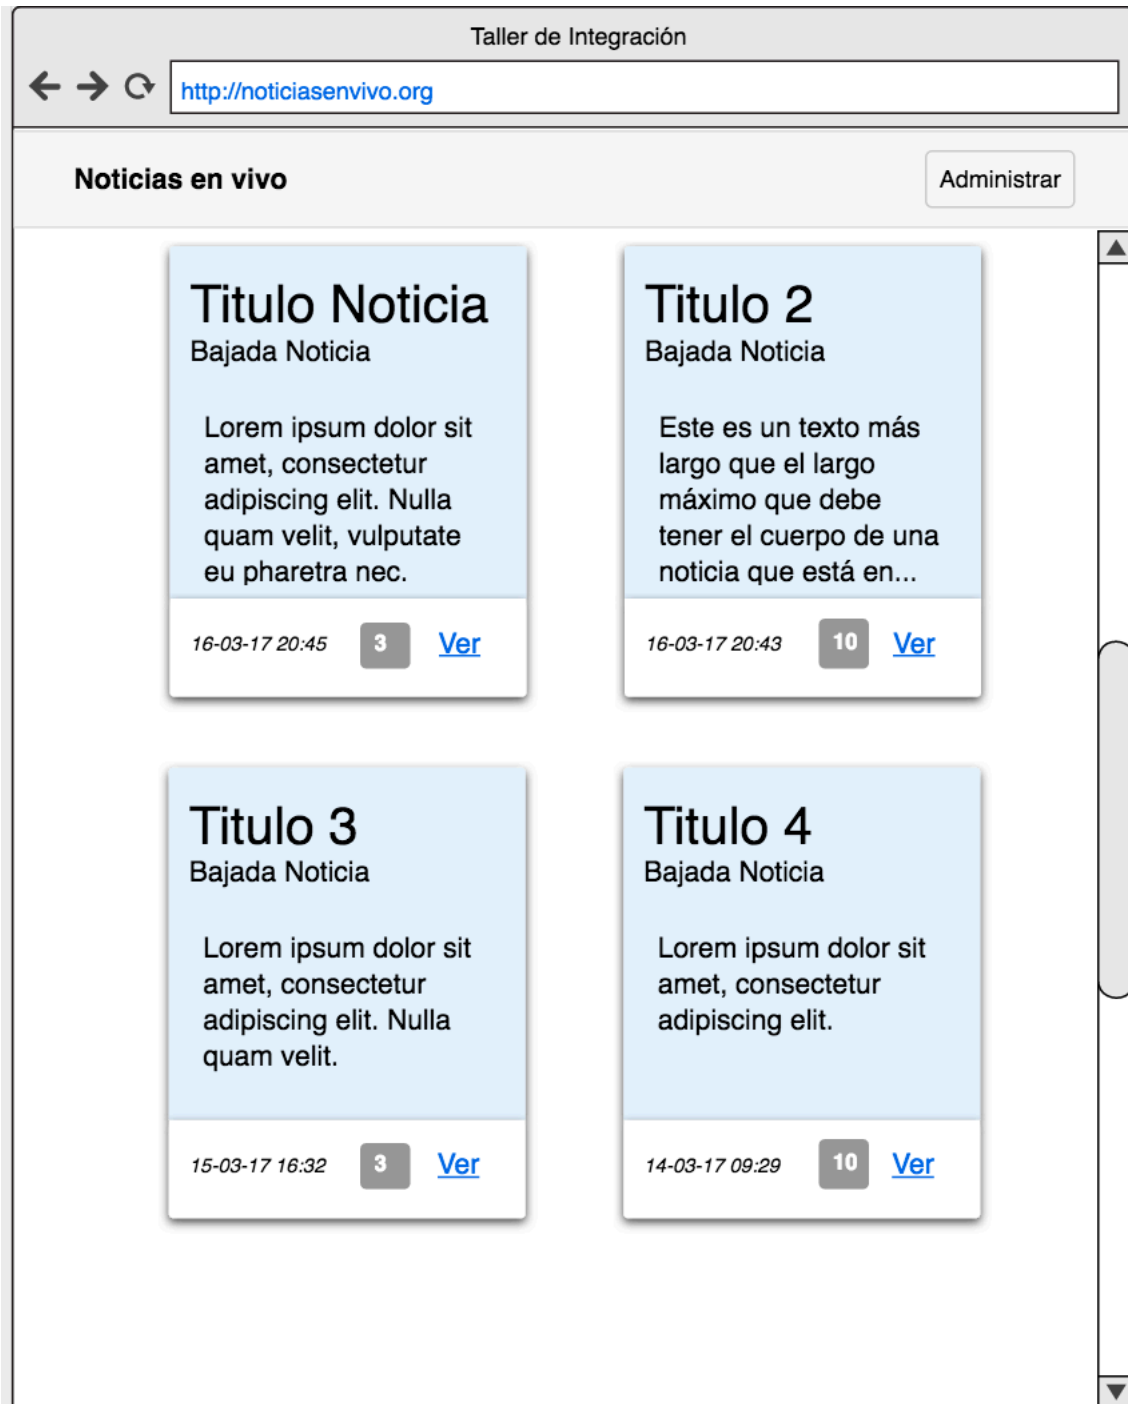 Taller de Integración
http://noticiasenvivo.org
Noticias en vivo
Administrar
Titulo Noticia
Bajada Noticia
Lorem ipsum dolor sit
amet, consectetur
adipiscing elit. Nulla
quam velit, vulputate
eu pharetra nec.
16-03-17 20:45 3 Ver
Titulo 2
Bajada Noticia
Este es un texto más
largo que el largo
máximo que debe
tener el cuerpo de una
noticia que está en...
16-03-17 20:43 10 Ver
Titulo 3
Bajada Noticia
Lorem ipsum dolor sit
amet, consectetur
adipiscing elit. Nulla
quam velit.
15-03-17 16:32 3 Ver
Titulo 4
Bajada Noticia
Lorem ipsum dolor sit
amet, consectetur
adipiscing elit.
14-03-17 09:29 10 Ver